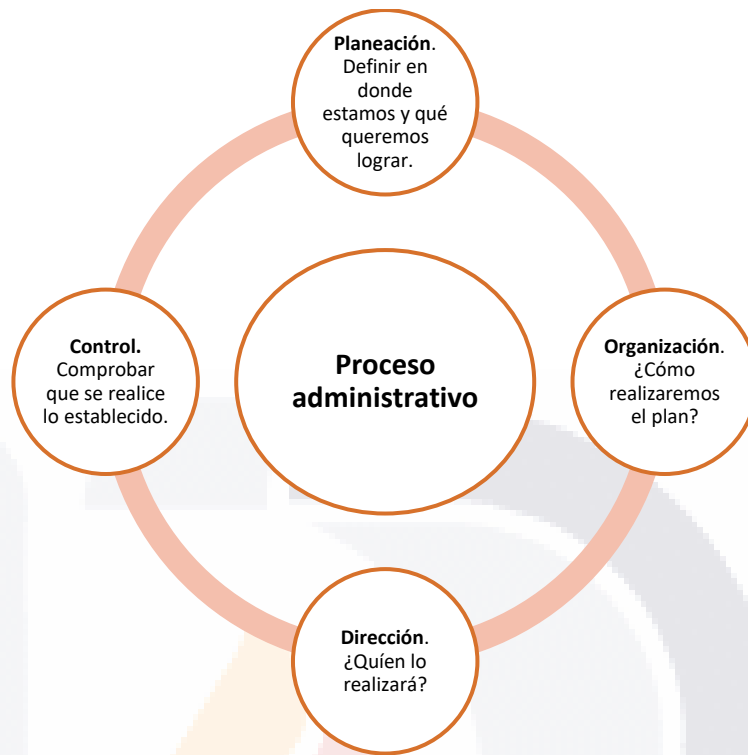 Planeación.
Definir en
donde
estamos y qué
queremos
lograr.
Control.
Comprobar
que se realice
lo establecido.
Proceso
administrativo
Organización.
¿Cómo
realizaremos
el plan?
Dirección.
¿Quíen lo
realizará?